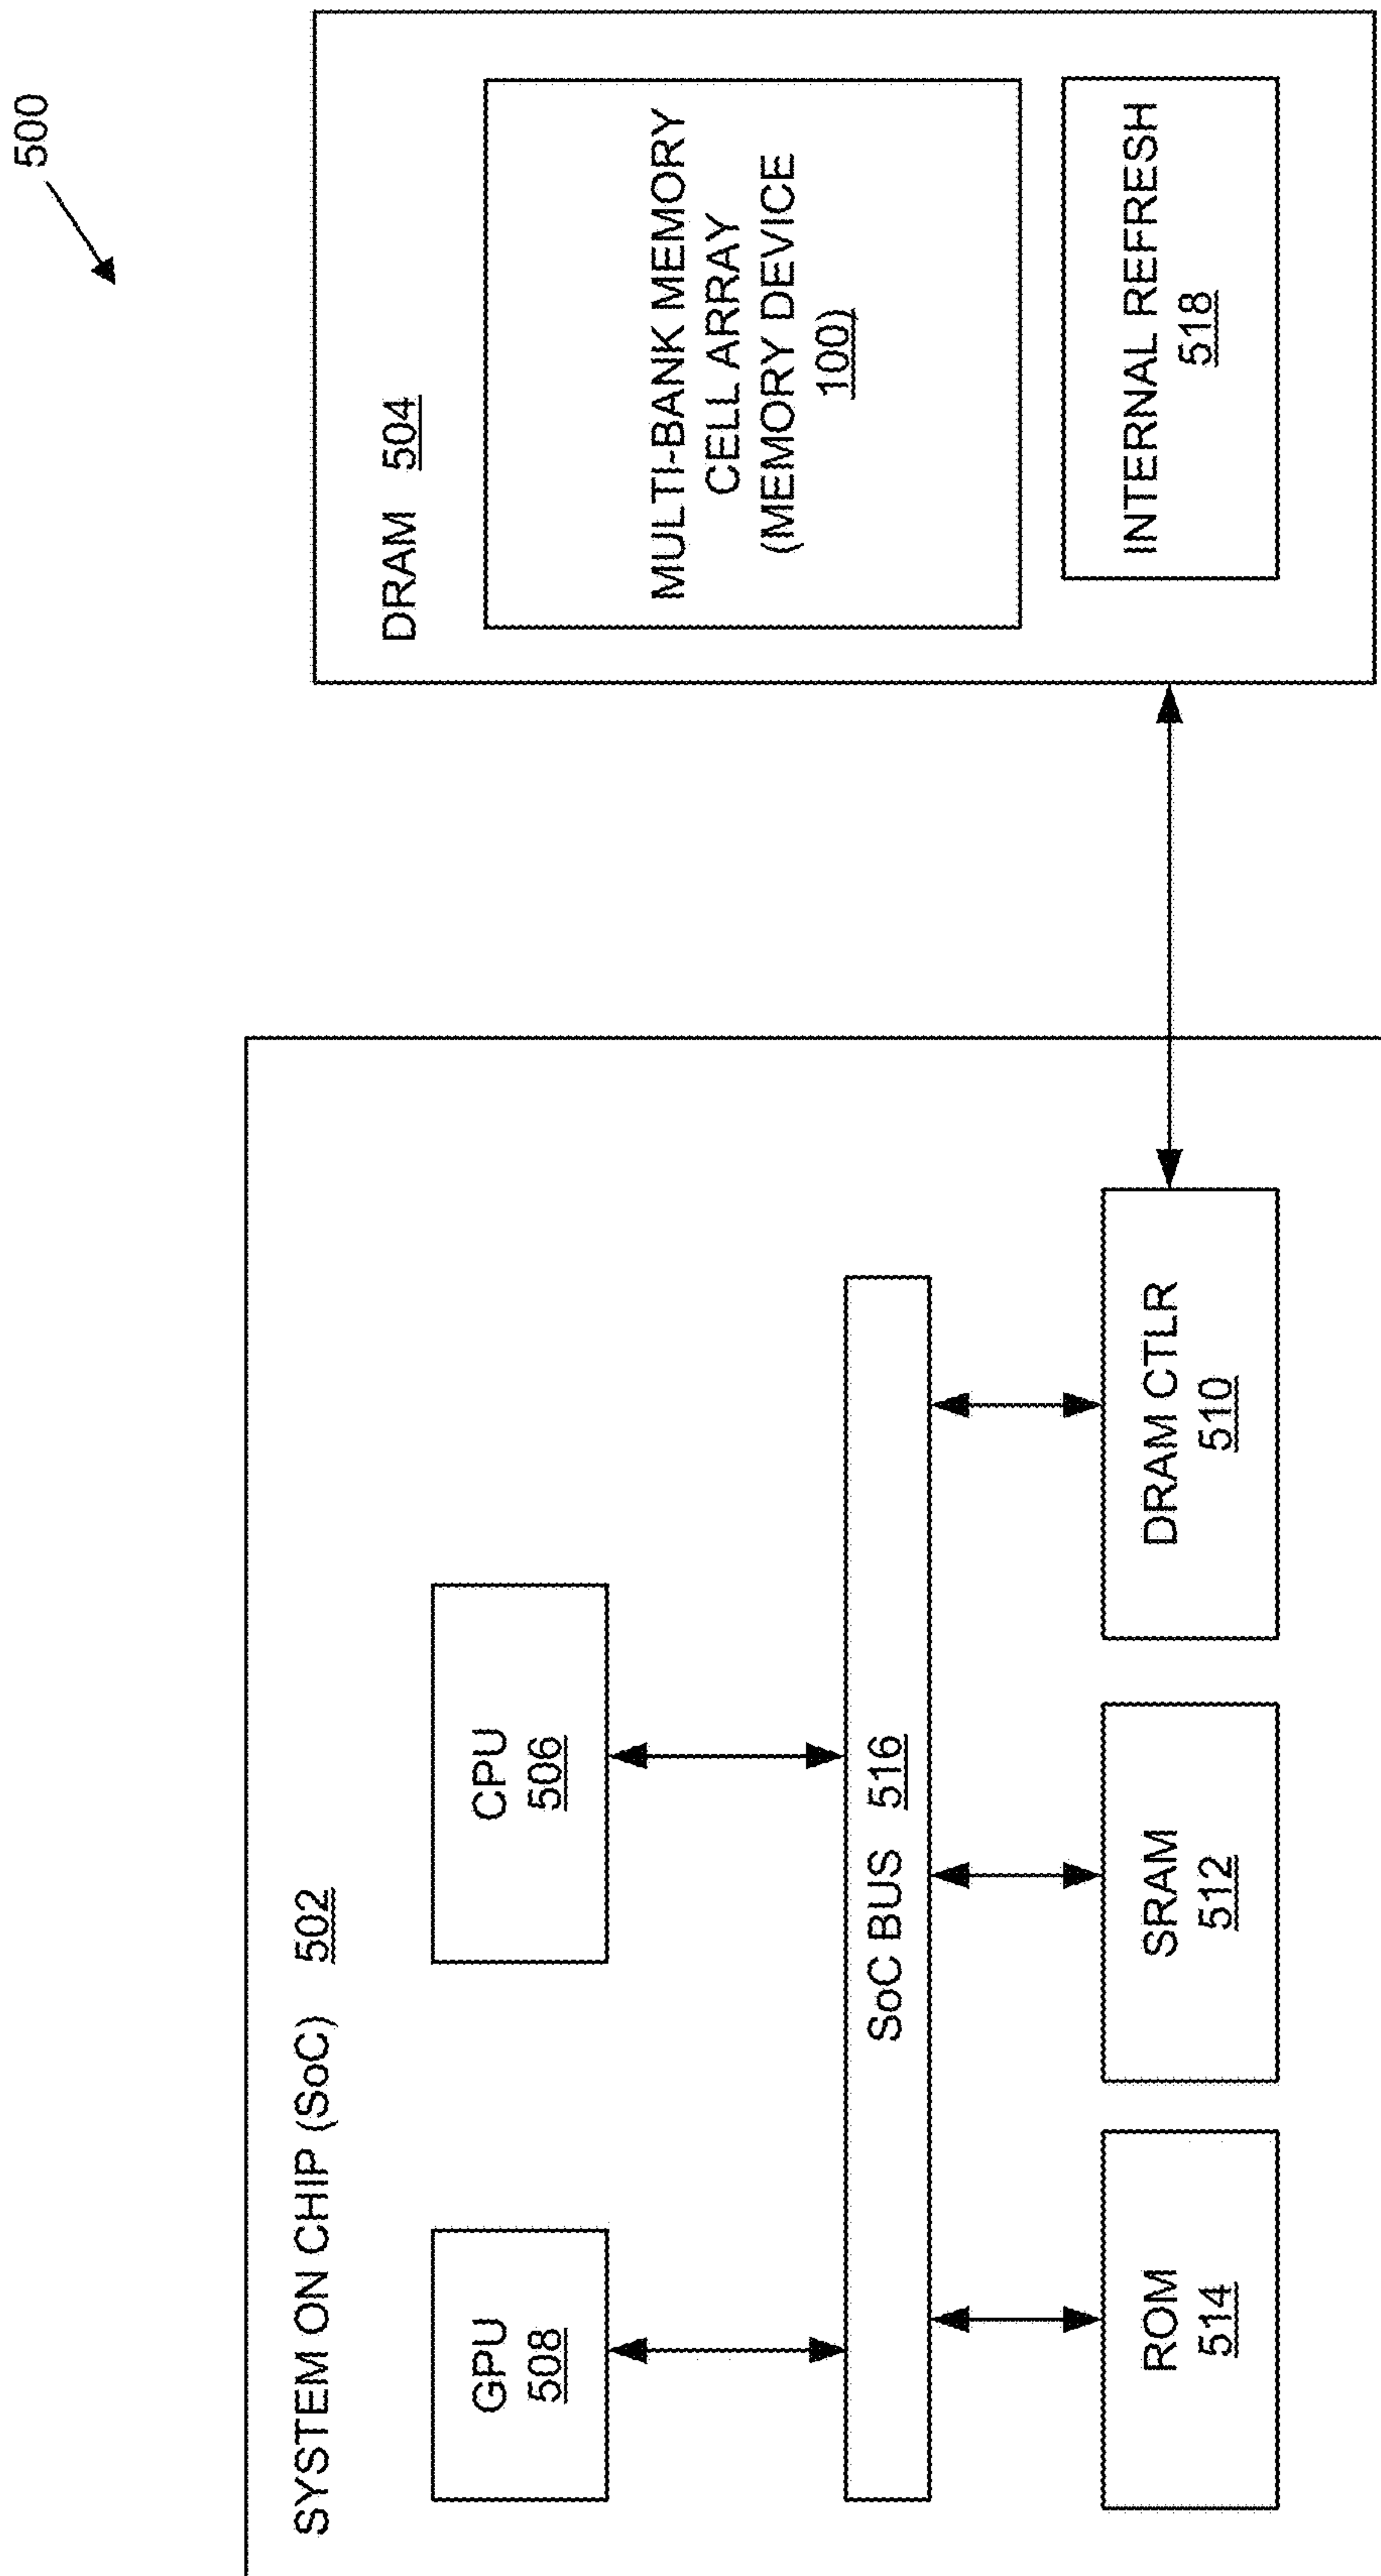 500
SYSTEM ON CHIP (SoC) 502
GPU
508
CPU
506
SoC BUS 516
ROM
514
SRAM
512
DRAM CTLR
510
DRAM 504
MULTI-BANK MEMORY
CELL ARRAY
(MEMORY DEVICE
100)
INTERNAL REFRESH
518